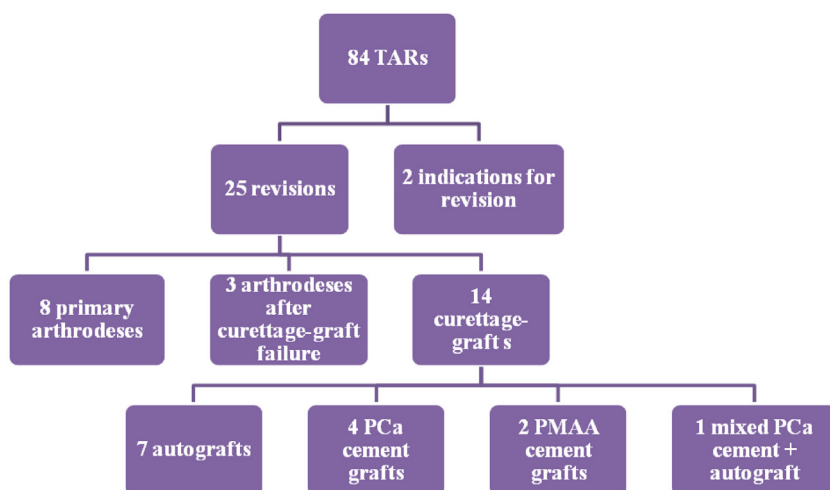 84 TARs
25 revisions
2 indications for
revision
8 primary
arthrodeses
3 arthrodeses
after
curettage-graft
failure
14
curettage-
graft s
7 autografts
4 PCa
cement
grafts
2 PMAA
cement
grafts
1 mixed PCa
cement +
autograft